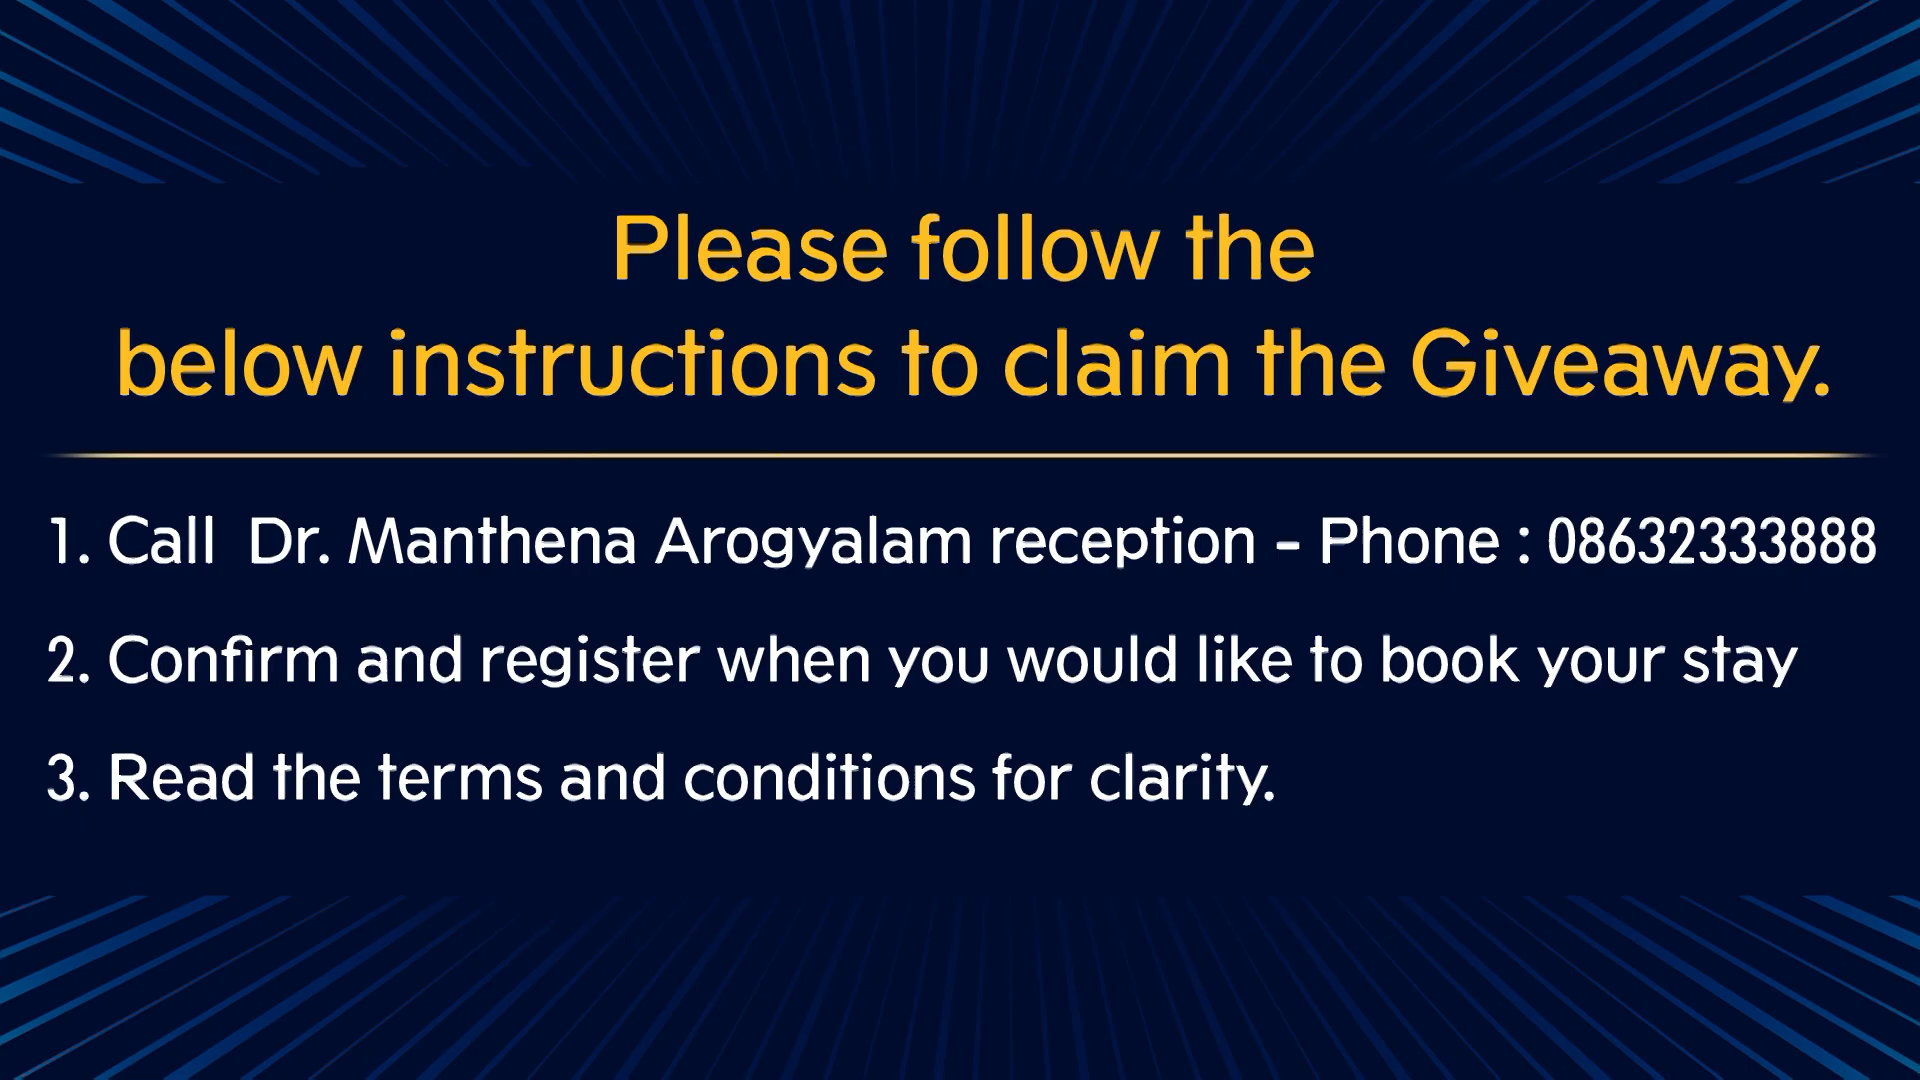 Please follow the
below instructions to claim the Giveaway.
1. Call  Dr. Manthena Arogyalam reception - Phone : 08632333888
2. Confirm and register when you would like to book your stay
3. Read the terms and conditions for clarity.